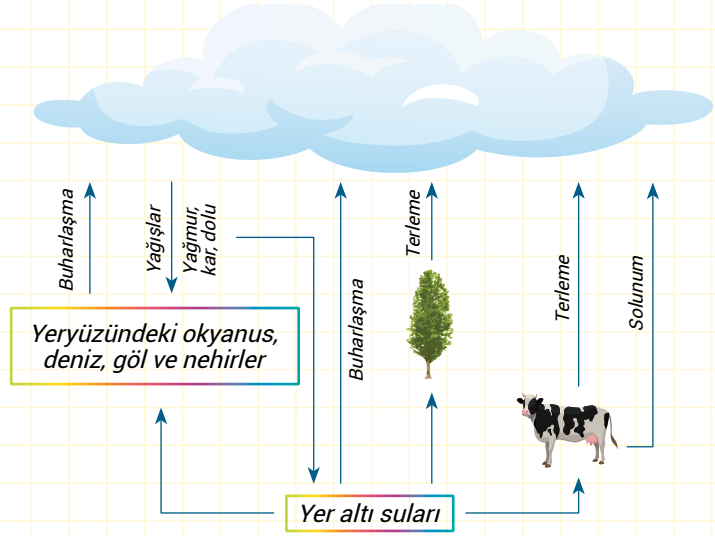 Buharlaşma
Yağışlar
Yağmur,
kar, dolu
Buharlaşma
Terleme
Terleme
Solunum
Yeryüzündeki okyanus,
deniz, göl ve nehirler
Yer altı suları